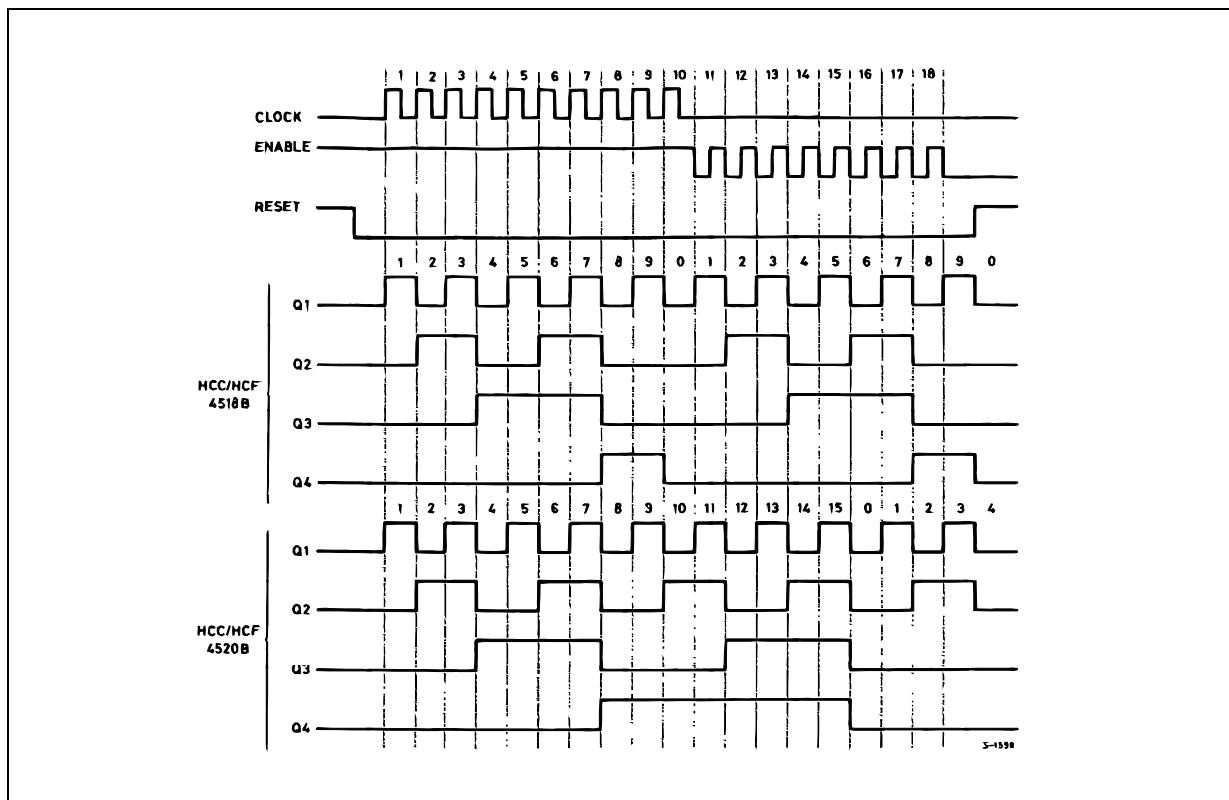 1 2 3 4 5 6 7 8 9 10 11 12 13 14 15 16 17 18
CLOCK
ENABLE
RESET
1 2 3 4 5 6 7 8 9 0 1 2 3 4 5 6 7 8 9 0
Q1
Q2
HCC/HCF
4518B
Q3
Q4
1 2 3 4 5 6 7 8 9 10 11 12 13 14 15 0 1 2 3 4
Q1
Q2
HCC/HCF
4520B
Q3
Q4
S-1598